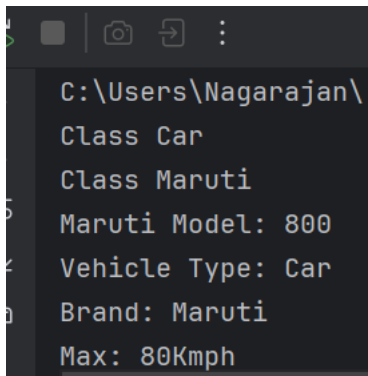 C:\Users\Nagarajan\
Class Car
Class Maruti
Maruti Model: 800
Vehicle Type: Car
Brand: Maruti
Max: 80Kmph